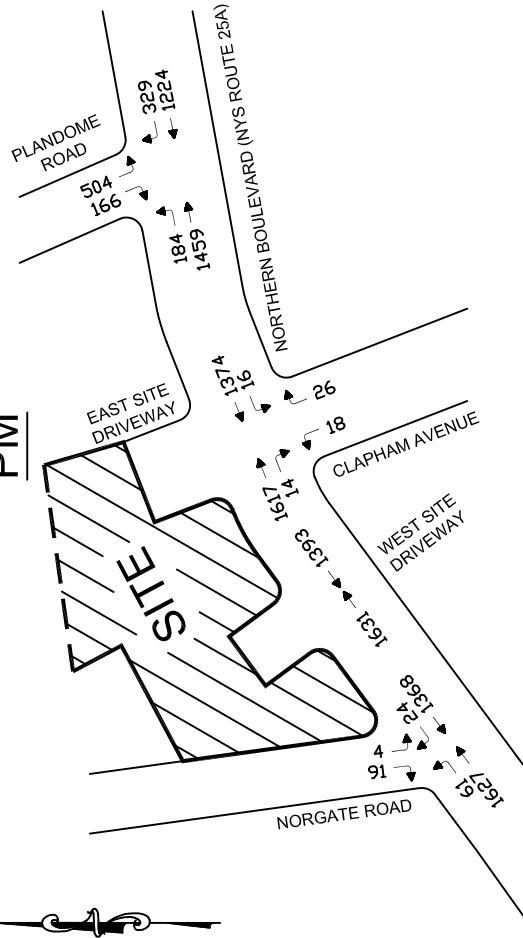 PLANDOME
ROAD
329
1224
504
166
184
1459
NORTHERN BOULEVARD (NYS ROUTE 25A)
1374
16
26
EAST SITE
DRIVEWAY
PM
18
14
1617
CLAPHAM AVENUE
1393
WEST SITE
DRIVEWAY
1631
SITE
1368
24
4
91
61
1627
NORGATE ROAD
N